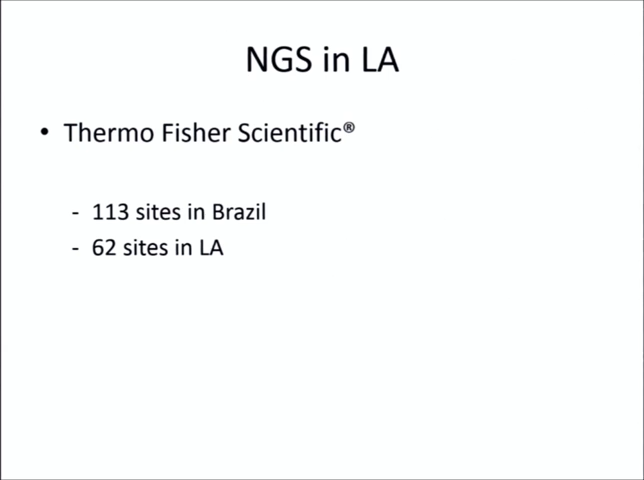 NGS in LA
• Thermo Fisher Scientific®
- 113 sites in Brazil
- 62 sites in LA